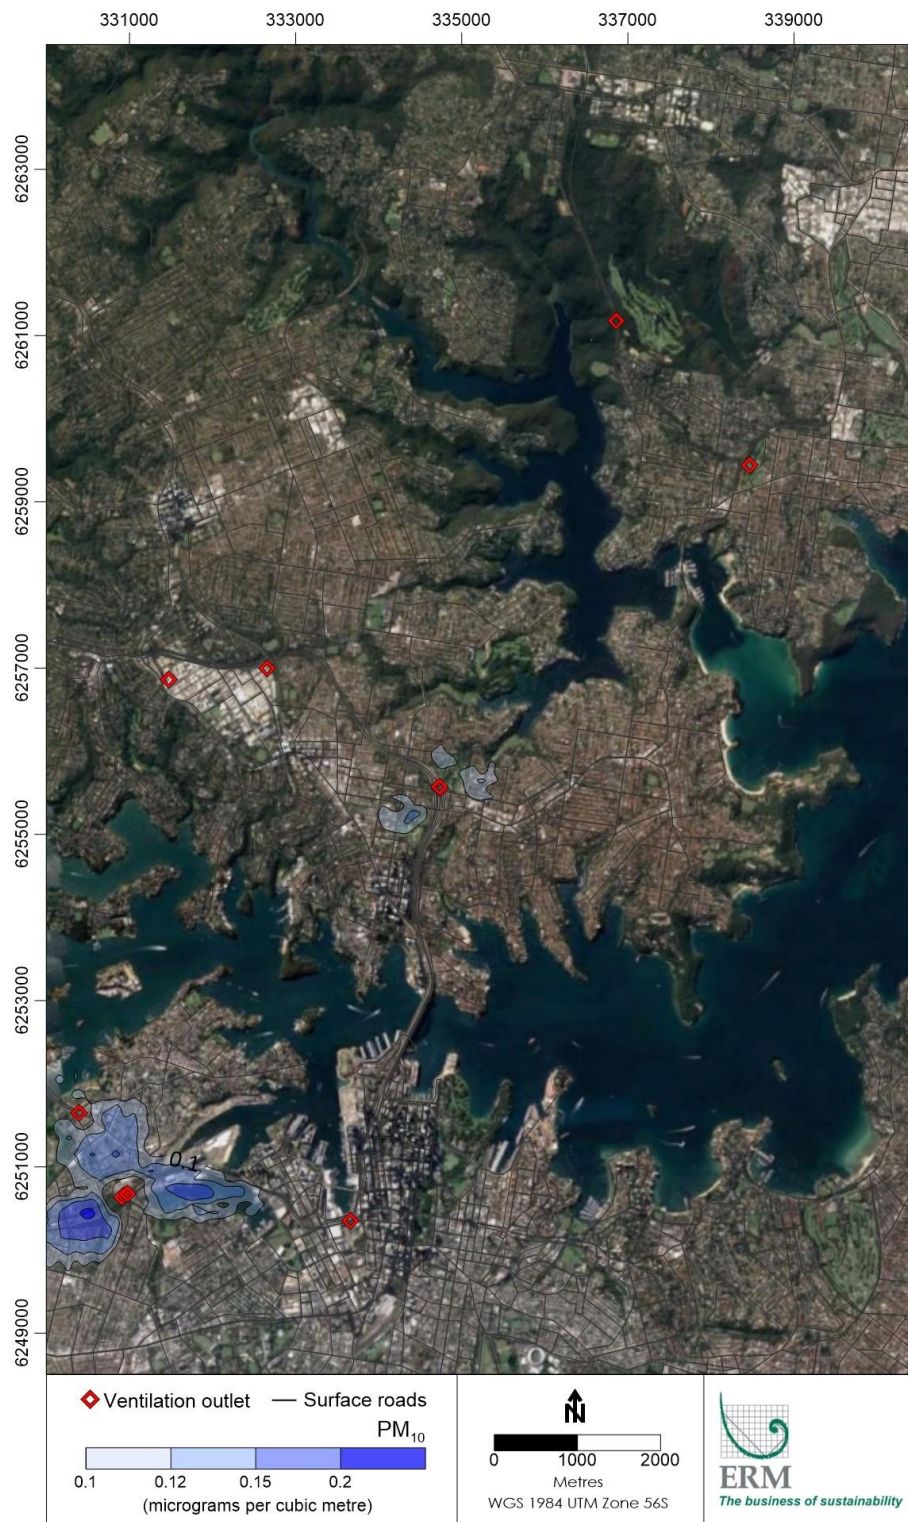 331000 333000 335000 337000 339000
6263000
6261000
6259000
6257000
6255000
6253000
6251000
6249000
0.1
Ventilation outlet Surface roads
PM10
0.1 0.12 0.15 0.2
(micrograms per cubic metre)
N
0 1000 2000
Metres
WGS 1984 UTM Zone 56S
ERM
The business of sustainability